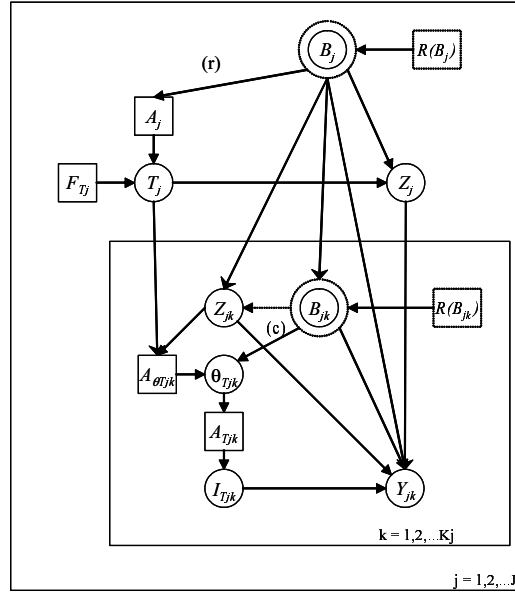 B_j
R(B_j)
(r)
A_j
F_Tj
T_j
Z_j
Z_jk
B_jk
R(B_jk)
(c)
A_θTjk
θ_Tjk
A_Tjk
I_Tjk
Y_jk
k = 1,2,...Kj
j = 1,2,...J